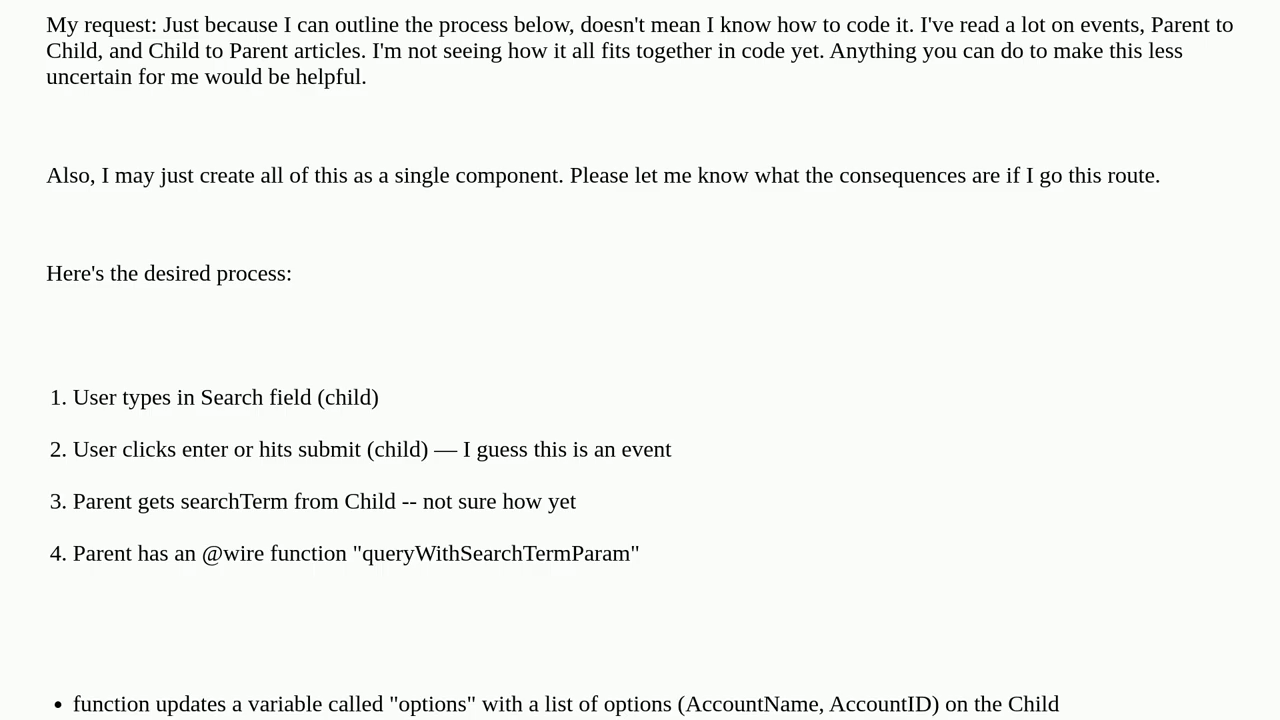 My request: Just because I can outline the process below, doesn't mean I know how to code it. I've read a lot on events, Parent to
Child, and Child to Parent articles. I'm not seeing how it all fits together in code yet. Anything you can do to make this less
uncertain for me would be helpful.
Also, I may just create all of this as a single component. Please let me know what the consequences are if I go this route.
Here's the desired process:
1. User types in Search field (child)
2. User clicks enter or hits submit (child) — I guess this is an event
3. Parent gets searchTerm from Child -- not sure how yet
4. Parent has an @wire function "queryWithSearchTermParam"
• function updates a variable called "options" with a list of options (AccountName, AccountID) on the Child